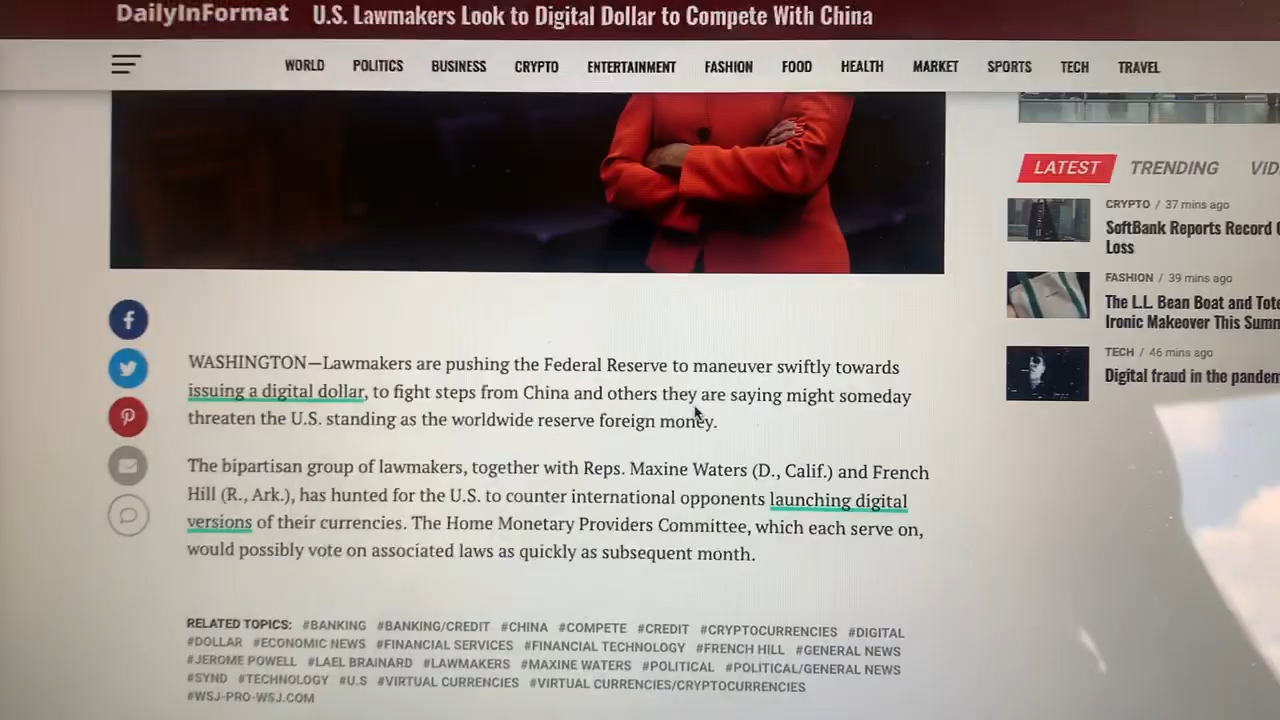 DailyInFormat U.S. Lawmakers Look to Digital Dollar to Compete With China
WORLD POLITICS BUSINESS CRYPTO ENTERTAINMENT FASHION FOOD HEALTH MARKET SPORTS TECH TRAVEL
LATEST TRENDING VID
CRYPTO / 37 mins ago
SoftBank Reports Record
Loss
FASHION / 39 mins ago
The L.L. Bean Boat and Tote
Ironic Makeover This Summ
TECH / 46 mins ago
Digital fraud in the pandem
WASHINGTON—Lawmakers are pushing the Federal Reserve to maneuver swiftly towards
issuing a digital dollar, to fight steps from China and others they are saying might someday
threaten the U.S. standing as the worldwide reserve foreign money.
The bipartisan group of lawmakers, together with Reps. Maxine Waters (D., Calif.) and French
Hill (R., Ark.), has hunted for the U.S. to counter international opponents launching digital
versions of their currencies. The Home Monetary Providers Committee, which each serve on,
would possibly vote on associated laws as quickly as subsequent month.
RELATED TOPICS: #BANKING #BANKING/CREDIT #CHINA #COMPETE #CREDIT #CRYPTOCURRENCIES #DIGITAL
#DOLLAR #ECONOMIC NEWS #FINANCIAL SERVICES #FINANCIAL TECHNOLOGY #FRENCH HILL #GENERAL NEWS
#JEROME POWELL #LAEL BRAINARD #LAWMAKERS #MAXINE WATERS #POLITICAL #POLITICAL/GENERAL NEWS
#SYND #TECHNOLOGY #U.S #VIRTUAL CURRENCIES #VIRTUAL CURRENCIES/CRYPTOCURRENCIES
#WSJ-PRO-WSJ.COM